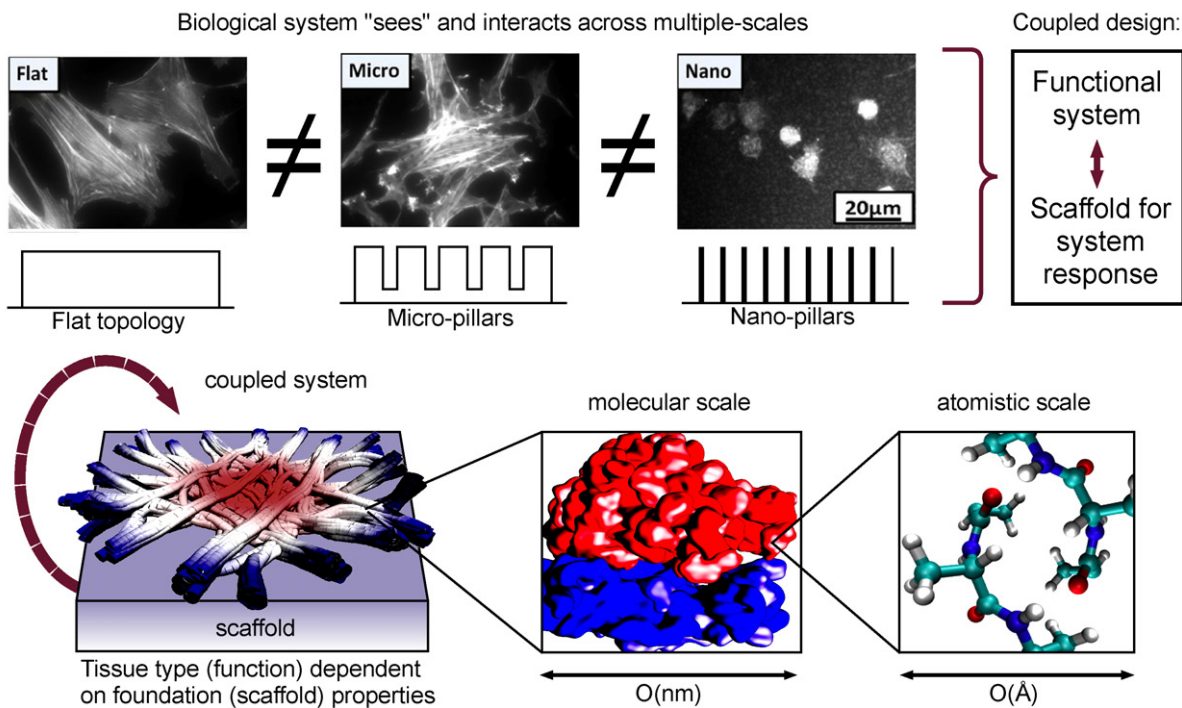 Biological system "sees" and interacts across multiple-scales
Coupled design:
Flat
Micro
Nano
20µm
≠
≠
Functional
system
Scaffold for
system
response
Flat topology
Micro-pillars
Nano-pillars
coupled system
molecular scale
atomistic scale
scaffold
Tissue type (function) dependent
on foundation (scaffold) properties
O(nm)
O(Å)